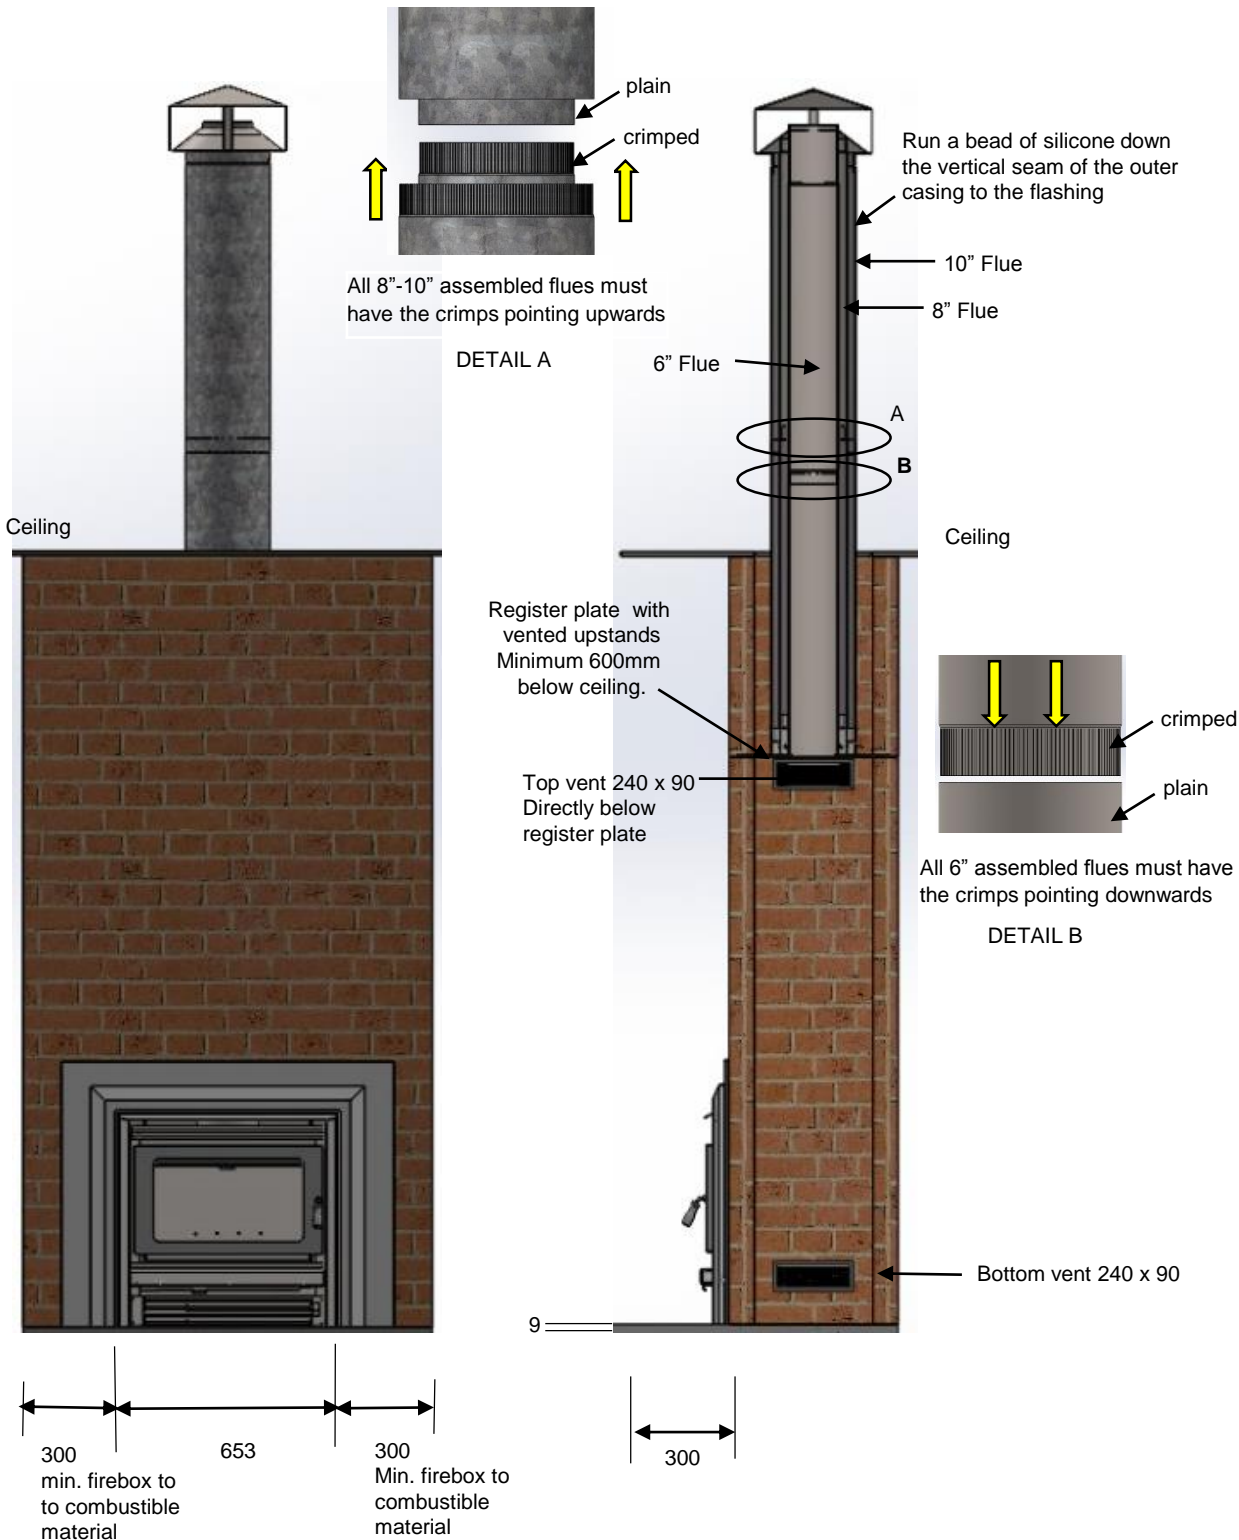 plain
crimped
All 8”-10” assembled flues must
have the crimps pointing upwards
DETAIL A
Run a bead of silicone down
the vertical seam of the outer
casing to the flashing
10” Flue
8” Flue
6” Flue
A
B
Ceiling
Ceiling
Register plate with
vented upstands
Minimum 600mm
below ceiling.
Top vent 240 x 90
Directly below
register plate
crimped
plain
All 6” assembled flues must have
the crimps pointing downwards
DETAIL B
Bottom vent 240 x 90
9
300
min. firebox to
to combustible
material
653
300
Min. firebox to
combustible
material
300